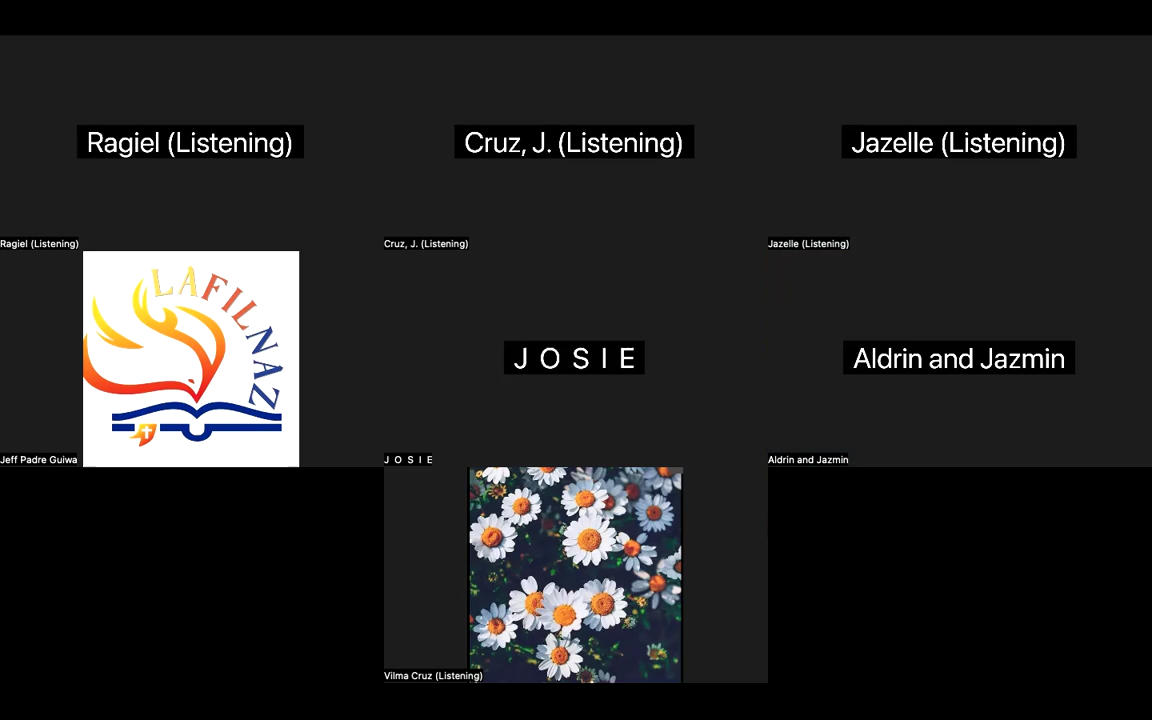 Ragiel (Listening)
Cruz, J. (Listening)
Jazelle (Listening)
Ragiel (Listening)
Cruz, J. (Listening)
Jazelle (Listening)
LAFILNAZ
J O S I E
Aldrin and Jazmin
Jeff Padre Guiwa
J O S I E
Aldrin and Jazmin
Vilma Cruz (Listening)